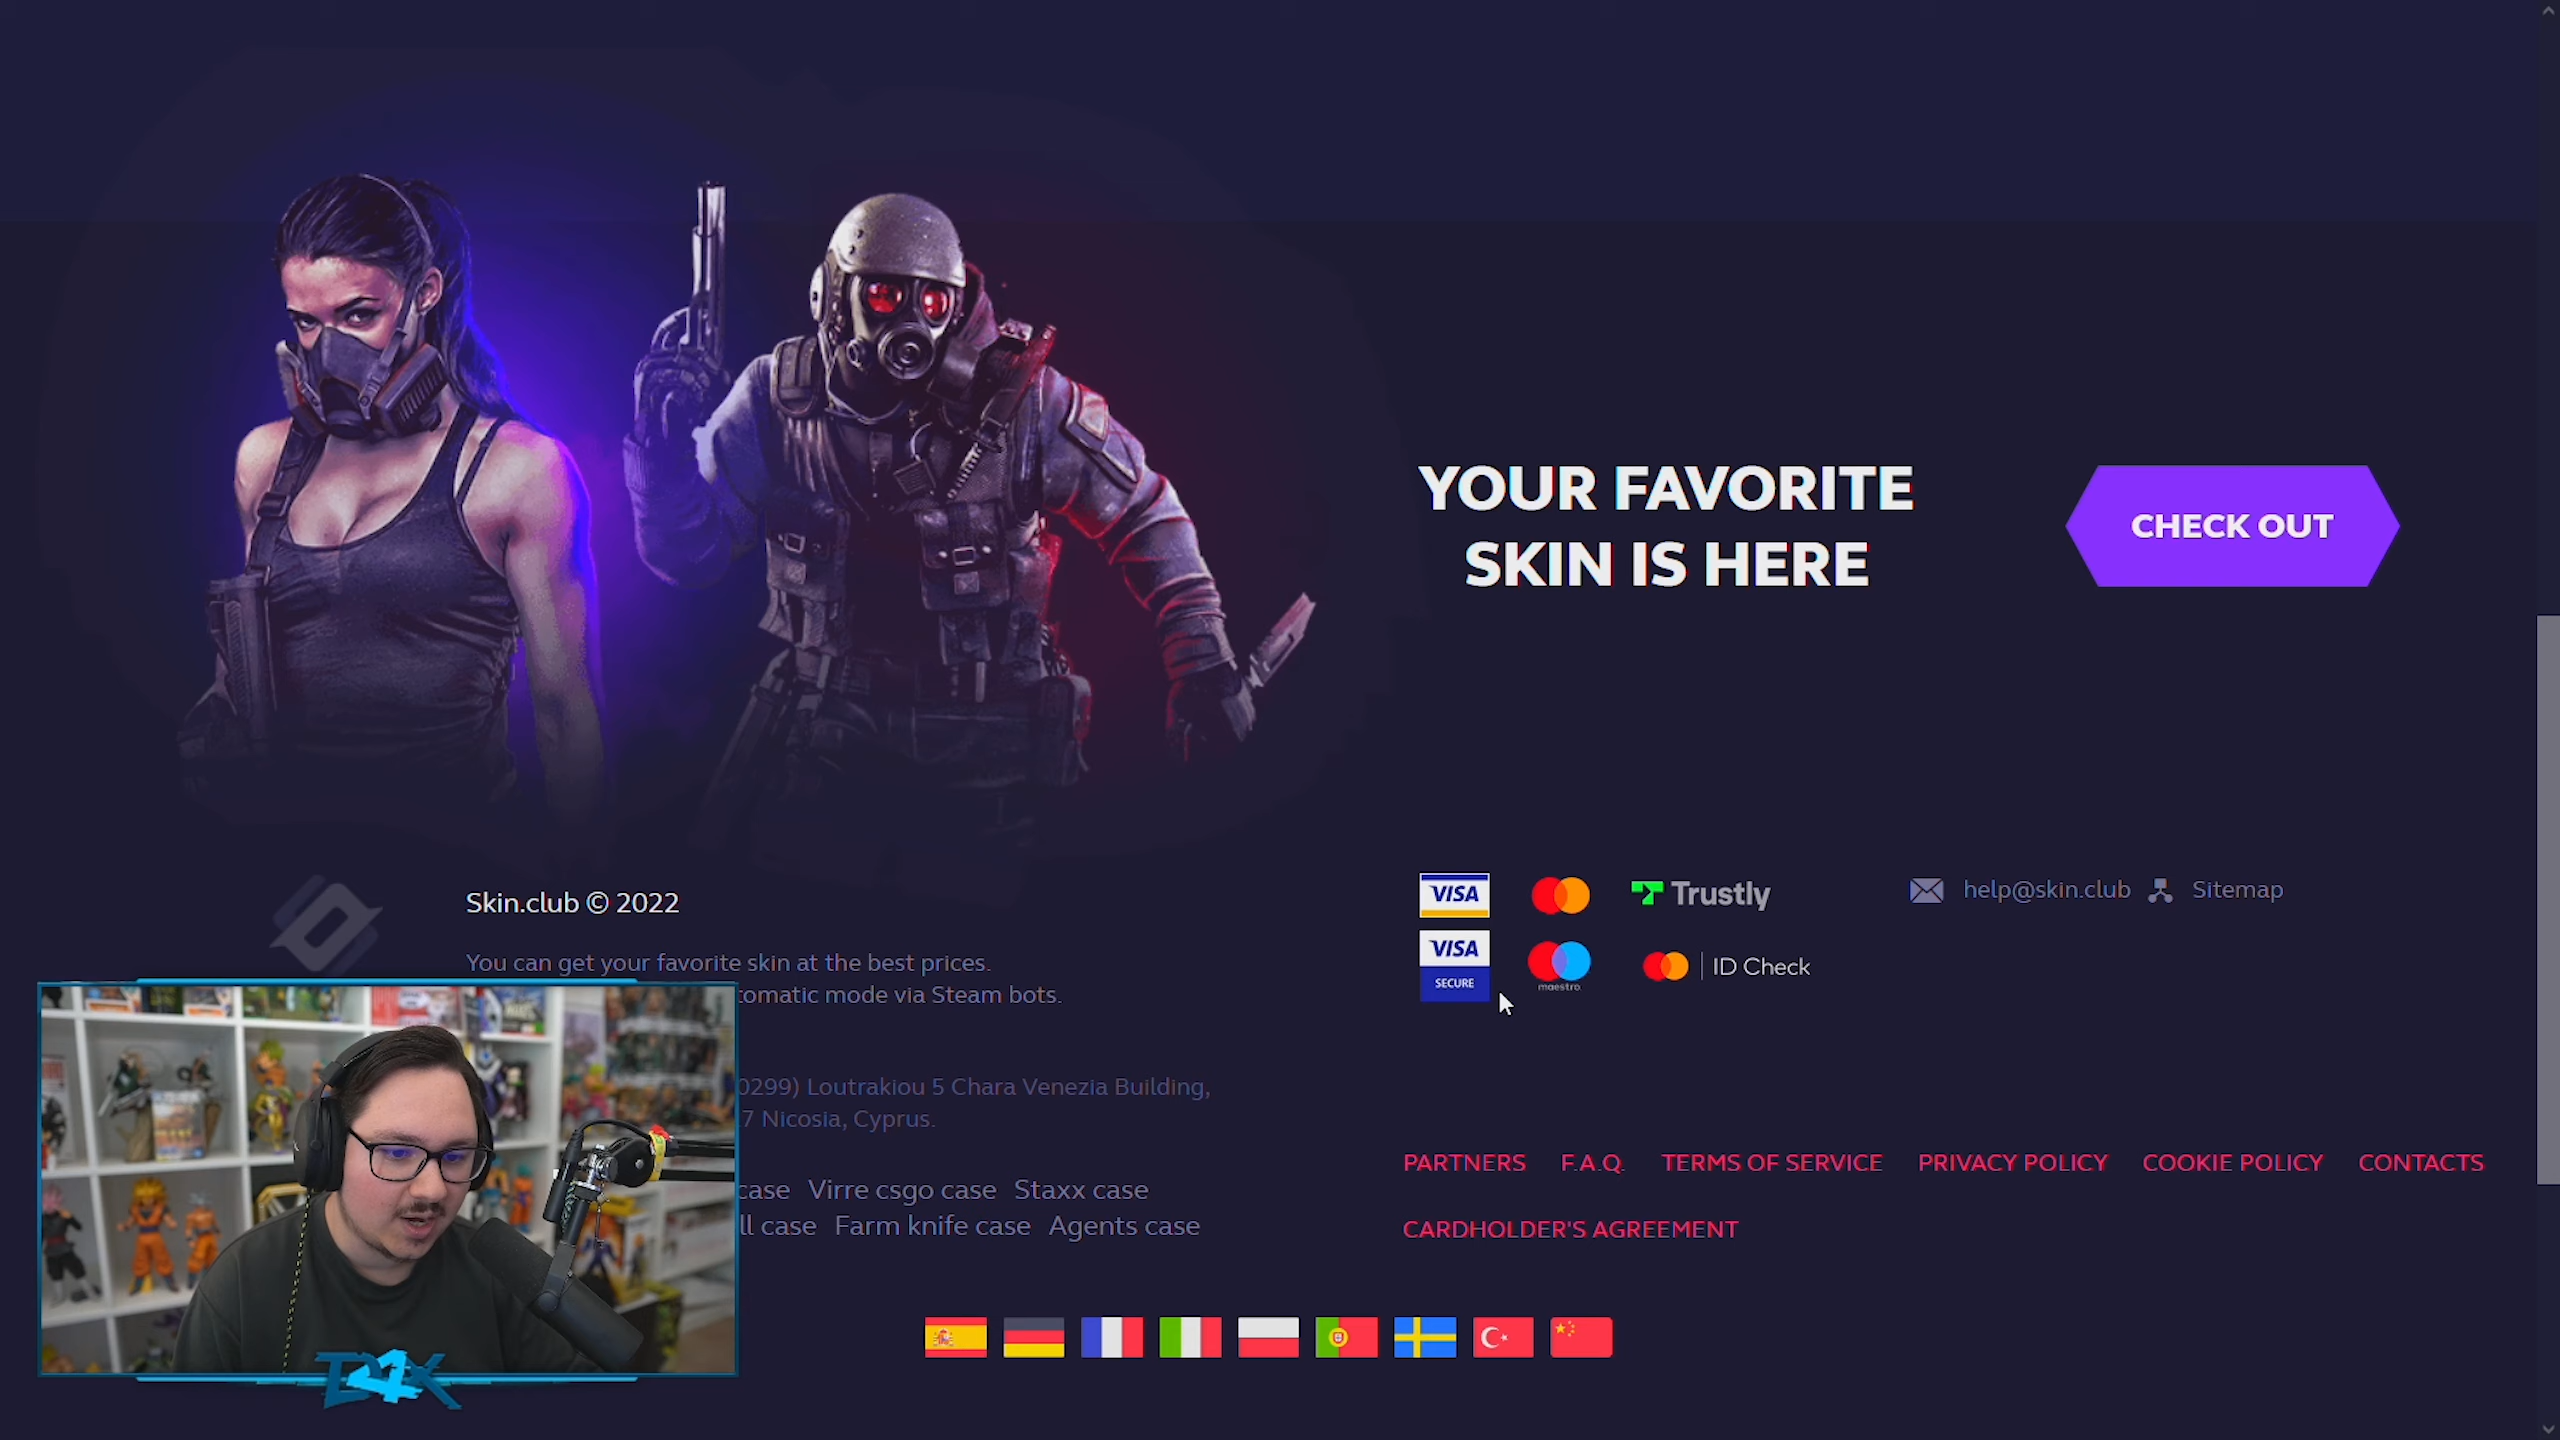 YOUR FAVORITE
SKIN IS HERE
CHECK OUT
Skin.club © 2022
You can get your favorite skin at the best prices.
tomatic mode via Steam bots.
0299) Loutrakiou 5 Chara Venezia Building,
7 Nicosia, Cyprus.
case Virre csgo case Staxx case
ll case Farm knife case Agents case
VISA
Trustly
VISA
SECURE
maestro
ID Check
help@skin.club
Sitemap
PARTNERS F.A.Q. TERMS OF SERVICE PRIVACY POLICY COOKIE POLICY CONTACTS
CARDHOLDER'S AGREEMENT